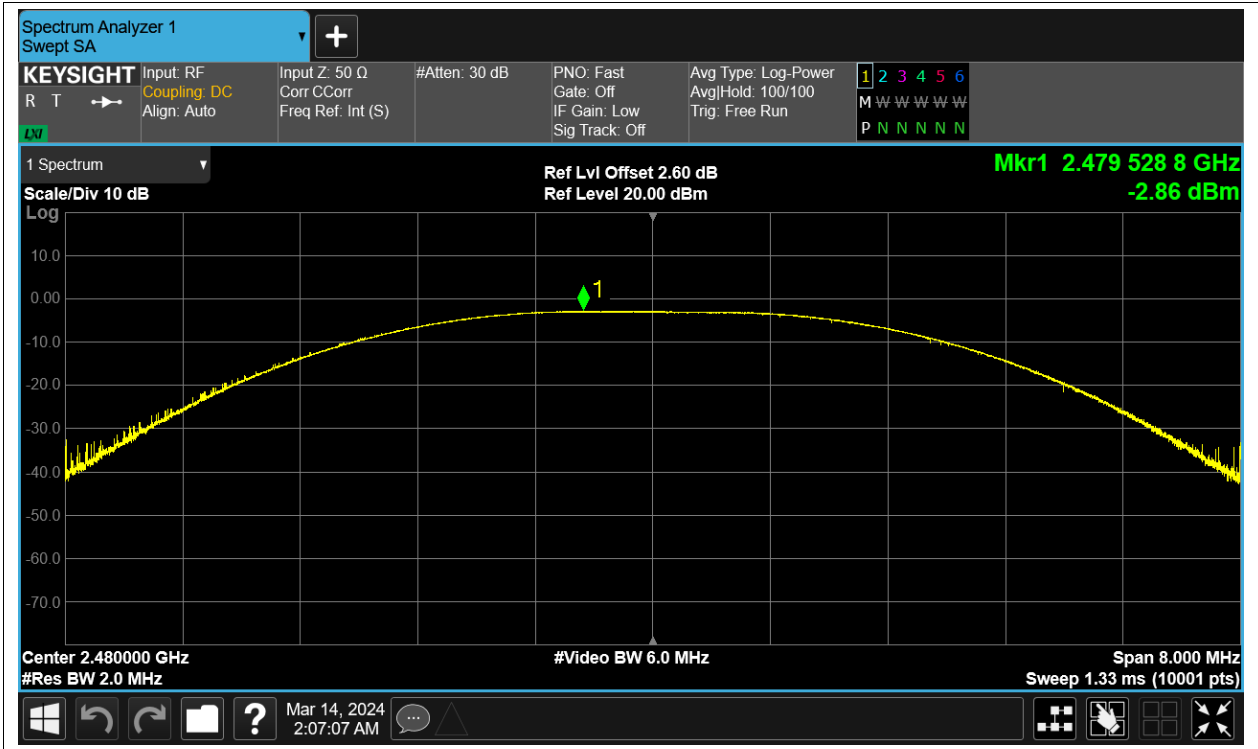 Spectrum Analyzer 1
Swept SA
KEYSIGHT
R T
LXI
Input: RF
Coupling: DC
Align: Auto
Input Z: 50 Ω
Corr CCorr
Freq Ref: Int (S)
#Atten: 30 dB
PNO: Fast
Gate: Off
IF Gain: Low
Sig Track: Off
Avg Type: Log-Power
Avg|Hold: 100/100
Trig: Free Run
1 2 3 4 5 6
M W W W W W
P N N N N N
1 Spectrum
Scale/Div 10 dB
Log
Ref Lvl Offset 2.60 dB
Ref Level 20.00 dBm
Mkr1 2.479 528 8 GHz
-2.86 dBm
10.0
0.00
-10.0
-20.0
-30.0
-40.0
-50.0
-60.0
-70.0
1
Center 2.480000 GHz
#Res BW 2.0 MHz
#Video BW 6.0 MHz
Span 8.000 MHz
Sweep 1.33 ms (10001 pts)
?
Mar 14, 2024
2:07:07 AM